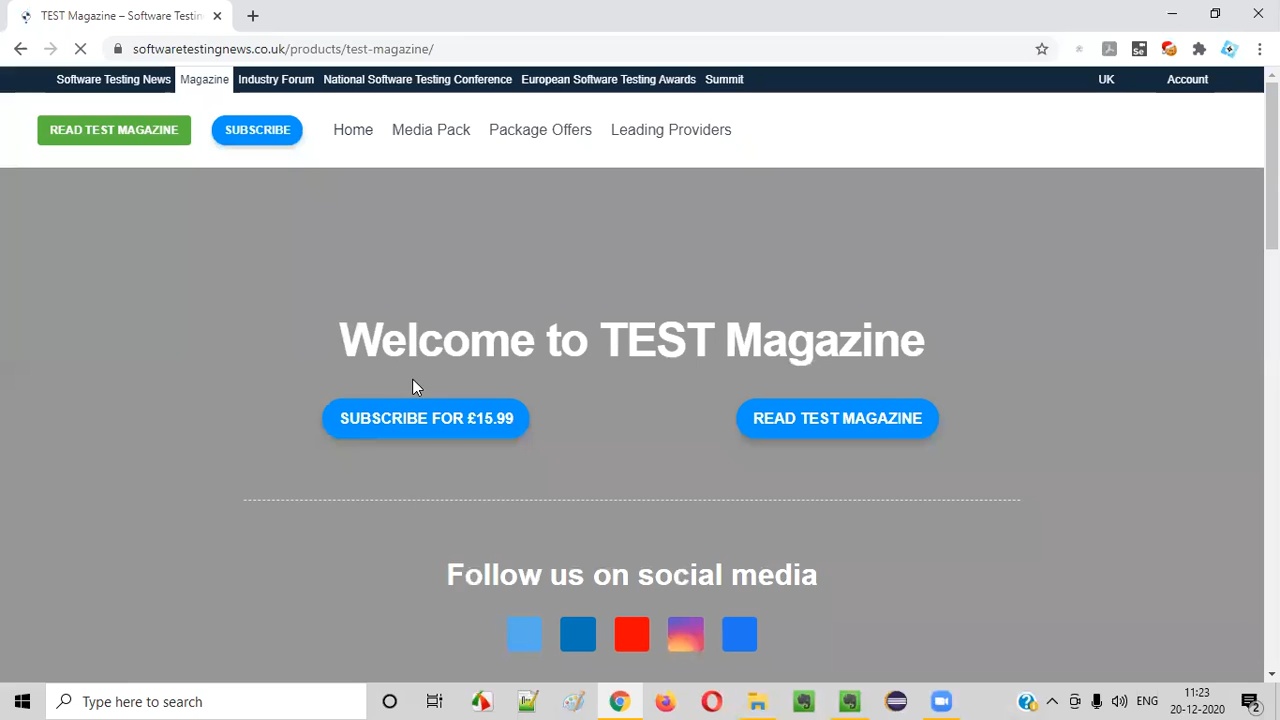 TEST Magazine – Software Testin
softwaretestingnews.co.uk/products/test-magazine/
Software Testing News Magazine Industry Forum National Software Testing Conference European Software Testing Awards Summit UK Account
READ TEST MAGAZINE SUBSCRIBE Home Media Pack Package Offers Leading Providers
Welcome to TEST Magazine
SUBSCRIBE FOR £15.99 READ TEST MAGAZINE
Follow us on social media
Type here to search
ENG
11:23
20-12-2020
2